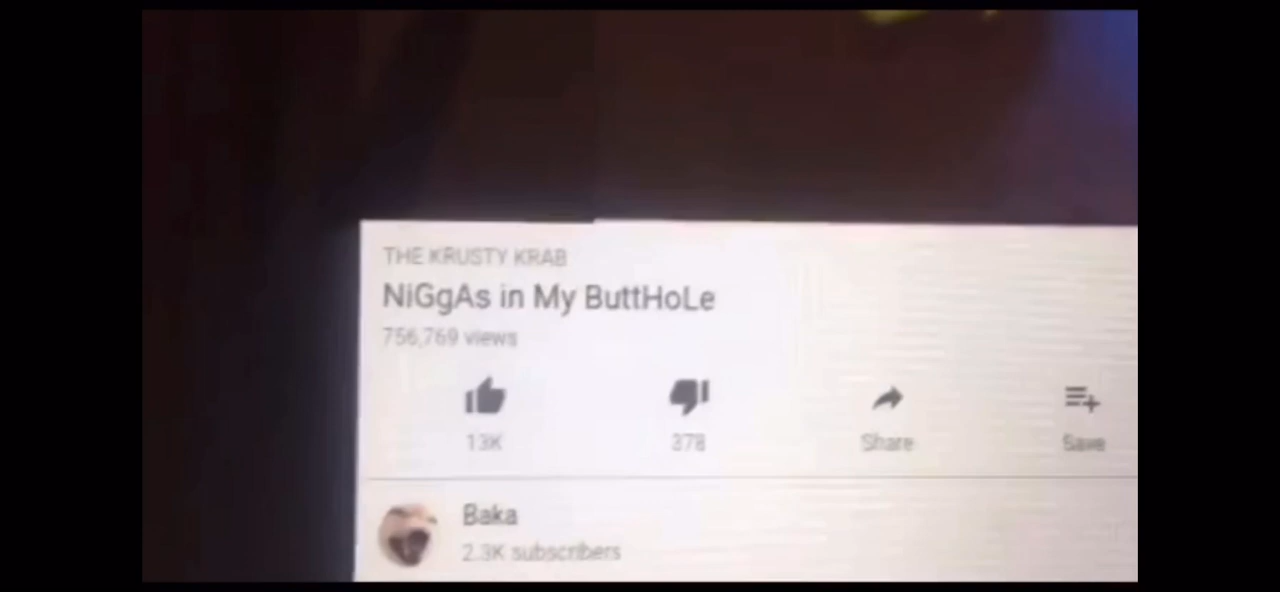 THE KRUSTY KRAB
NiGgAs in My ButtHoLe
756,769 views
13K
378
Share
Save
Baka
2.3K subscribers